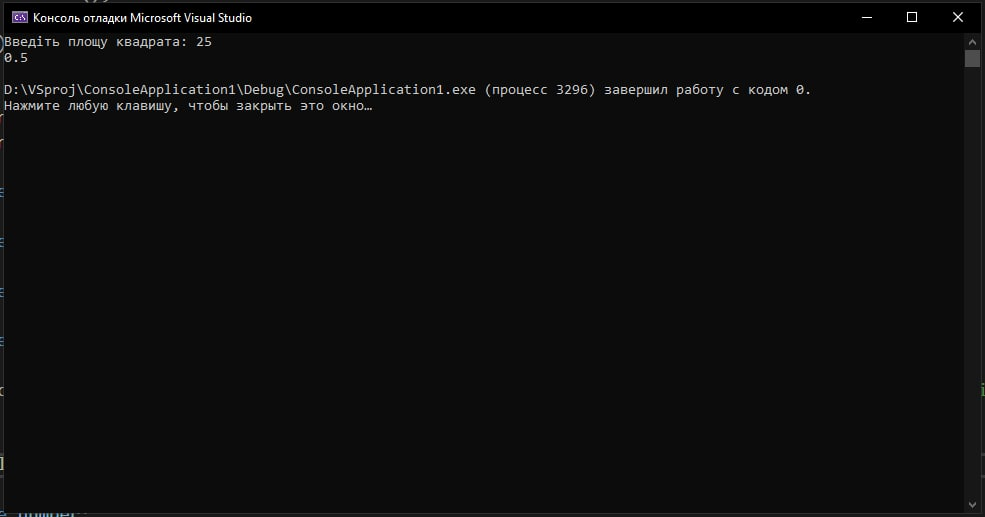 Консоль отладки Microsoft Visual Studio
Введіть площу квадрата: 25
0.5
D:\VSproj\ConsoleApplication1\Debug\ConsoleApplication1.exe (процесс 3296) завершил работу с кодом 0.
Нажмите любую клавишу, чтобы закрыть это окно…